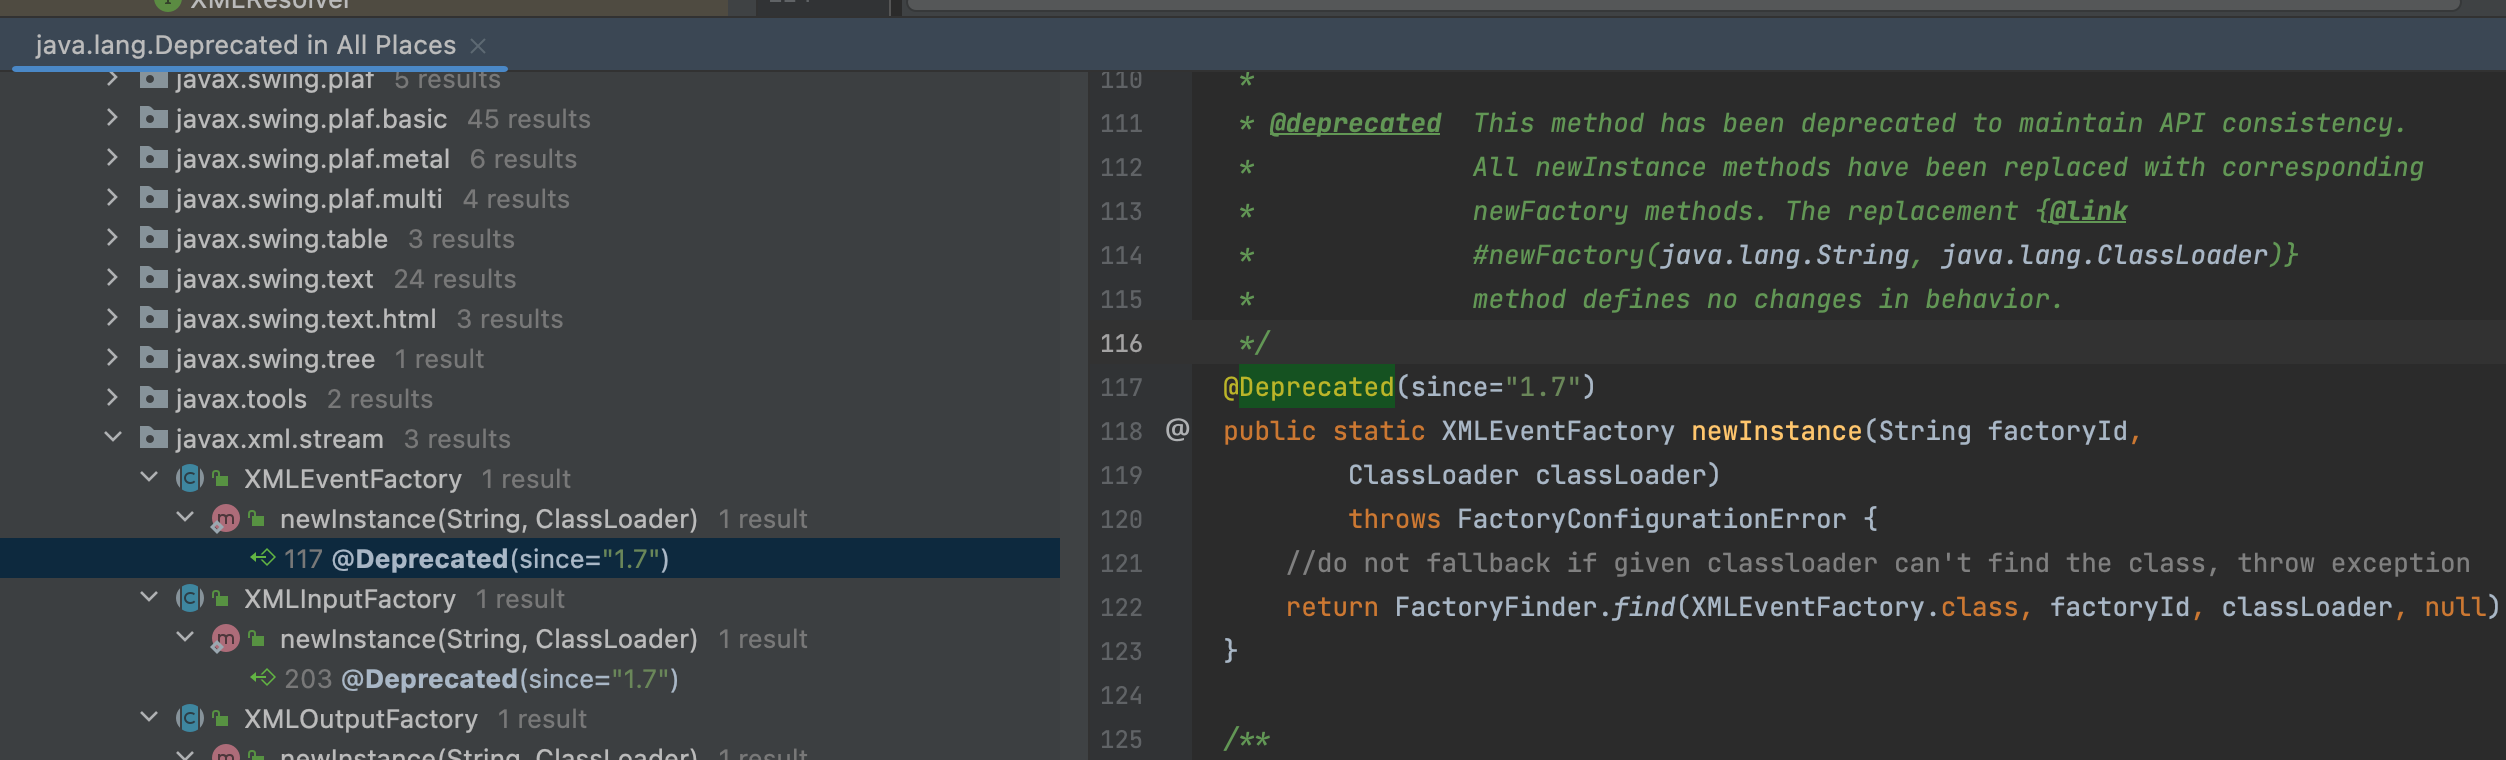 XMLResolver
java.lang.Deprecated in All Places
javax.swing.plaf 5 results
javax.swing.plaf.basic 45 results
javax.swing.plaf.metal 6 results
javax.swing.plaf.multi 4 results
javax.swing.table 3 results
javax.swing.text 24 results
javax.swing.text.html 3 results
javax.swing.tree 1 result
javax.tools 2 results
javax.xml.stream 3 results
XMLEventFactory 1 result
newInstance(String, ClassLoader) 1 result
117 @Deprecated(since="1.7")
XMLInputFactory 1 result
newInstance(String, ClassLoader) 1 result
203 @Deprecated(since="1.7")
XMLOutputFactory 1 result
newInstance(String, ClassLoader) 1 result
110 *
111 * @deprecated This method has been deprecated to maintain API consistency.
112 * All newInstance methods have been replaced with corresponding
113 * newFactory methods. The replacement {@link
114 * #newFactory(java.lang.String, java.lang.ClassLoader)}
115 * method defines no changes in behavior.
116 */
117 @Deprecated(since="1.7")
118 @ public static XMLEventFactory newInstance(String factoryId,
119 ClassLoader classLoader)
120 throws FactoryConfigurationError {
121 //do not fallback if given classloader can't find the class, throw exception
122 return FactoryFinder.find(XMLEventFactory.class, factoryId, classLoader, null)
123 }
124
125 /**